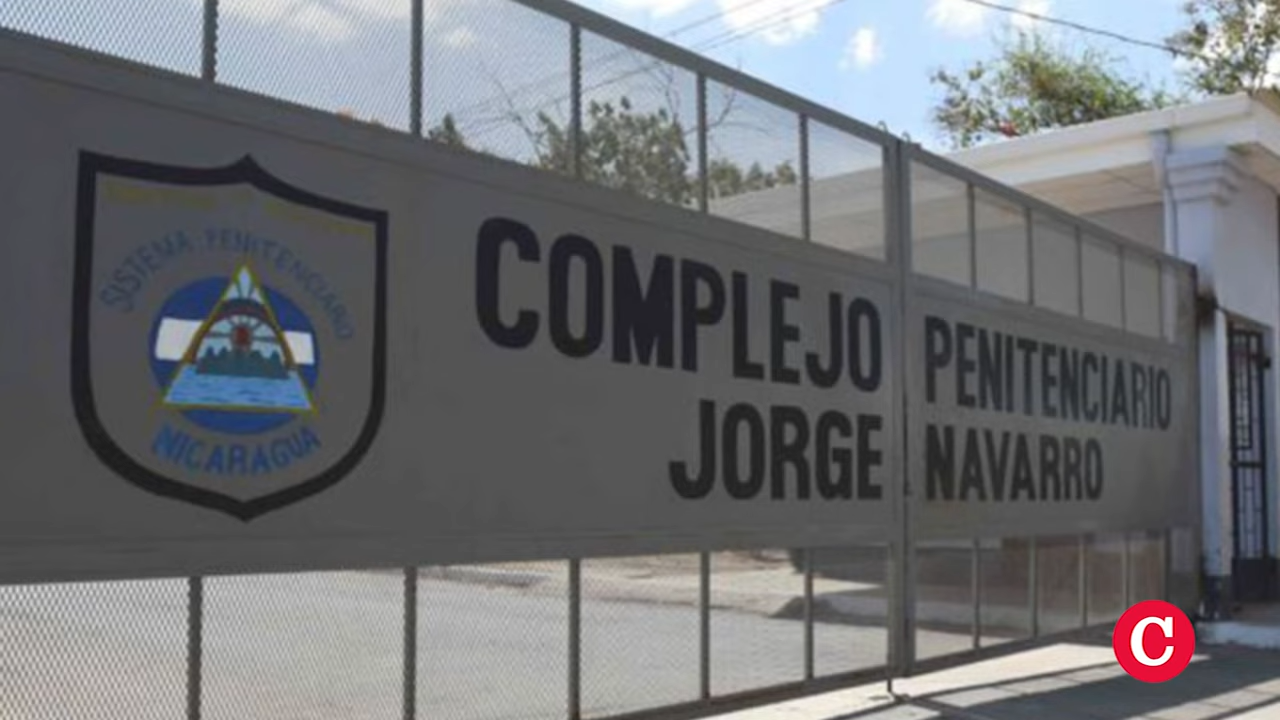 SISTEMA PENITENCIARIO
NICARAGUA
COMPLEJO PENITENCIARIO
JORGE NAVARRO
C